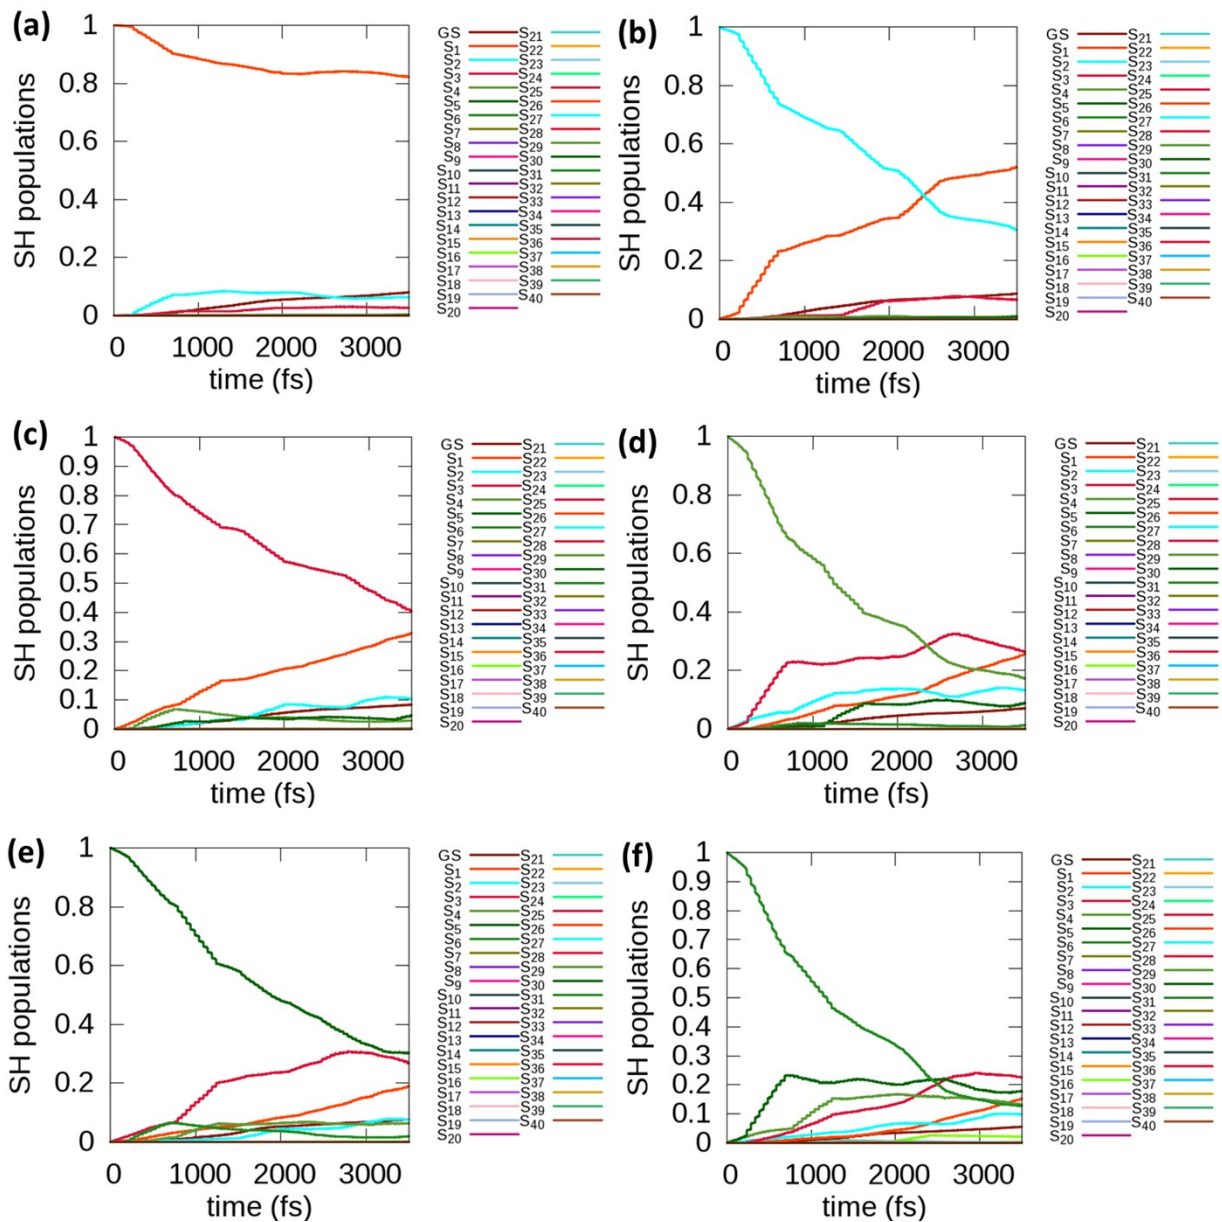 (a)
SH populations
1
0.8
0.6
0.4
0.2
0
0 1000 2000 3000
time (fs)
GS S21
S1 S22
S2 S23
S3 S24
S4 S25
S5 S26
S6 S27
S7 S28
S8 S29
S9 S30
S10 S31
S11 S32
S12 S33
S13 S34
S14 S35
S15 S36
S16 S37
S17 S38
S18 S39
S19 S40
S20
(b)
SH populations
1
0.8
0.6
0.4
0.2
0
0 1000 2000 3000
time (fs)
GS S21
S1 S22
S2 S23
S3 S24
S4 S25
S5 S26
S6 S27
S7 S28
S8 S29
S9 S30
S10 S31
S11 S32
S12 S33
S13 S34
S14 S35
S15 S36
S16 S37
S17 S38
S18 S39
S19 S40
S20
(c)
SH populations
1
0.9
0.8
0.7
0.6
0.5
0.4
0.3
0.2
0.1
0
0 1000 2000 3000
time (fs)
GS S21
S1 S22
S2 S23
S3 S24
S4 S25
S5 S26
S6 S27
S7 S28
S8 S29
S9 S30
S10 S31
S11 S32
S12 S33
S13 S34
S14 S35
S15 S36
S16 S37
S17 S38
S18 S39
S19 S40
S20
(d)
SH populations
1
0.8
0.6
0.4
0.2
0
0 1000 2000 3000
time (fs)
GS S21
S1 S22
S2 S23
S3 S24
S4 S25
S5 S26
S6 S27
S7 S28
S8 S29
S9 S30
S10 S31
S11 S32
S12 S33
S13 S34
S14 S35
S15 S36
S16 S37
S17 S38
S18 S39
S19 S40
S20
(e)
SH populations
1
0.8
0.6
0.4
0.2
0
0 1000 2000 3000
time (fs)
GS S21
S1 S22
S2 S23
S3 S24
S4 S25
S5 S26
S6 S27
S7 S28
S8 S29
S9 S30
S10 S31
S11 S32
S12 S33
S13 S34
S14 S35
S15 S36
S16 S37
S17 S38
S18 S39
S19 S40
S20
(f)
SH populations
1
0.9
0.8
0.7
0.6
0.5
0.4
0.3
0.2
0.1
0
0 1000 2000 3000
time (fs)
GS S21
S1 S22
S2 S23
S3 S24
S4 S25
S5 S26
S6 S27
S7 S28
S8 S29
S9 S30
S10 S31
S11 S32
S12 S33
S13 S34
S14 S35
S15 S36
S16 S37
S17 S38
S18 S39
S19 S40
S20